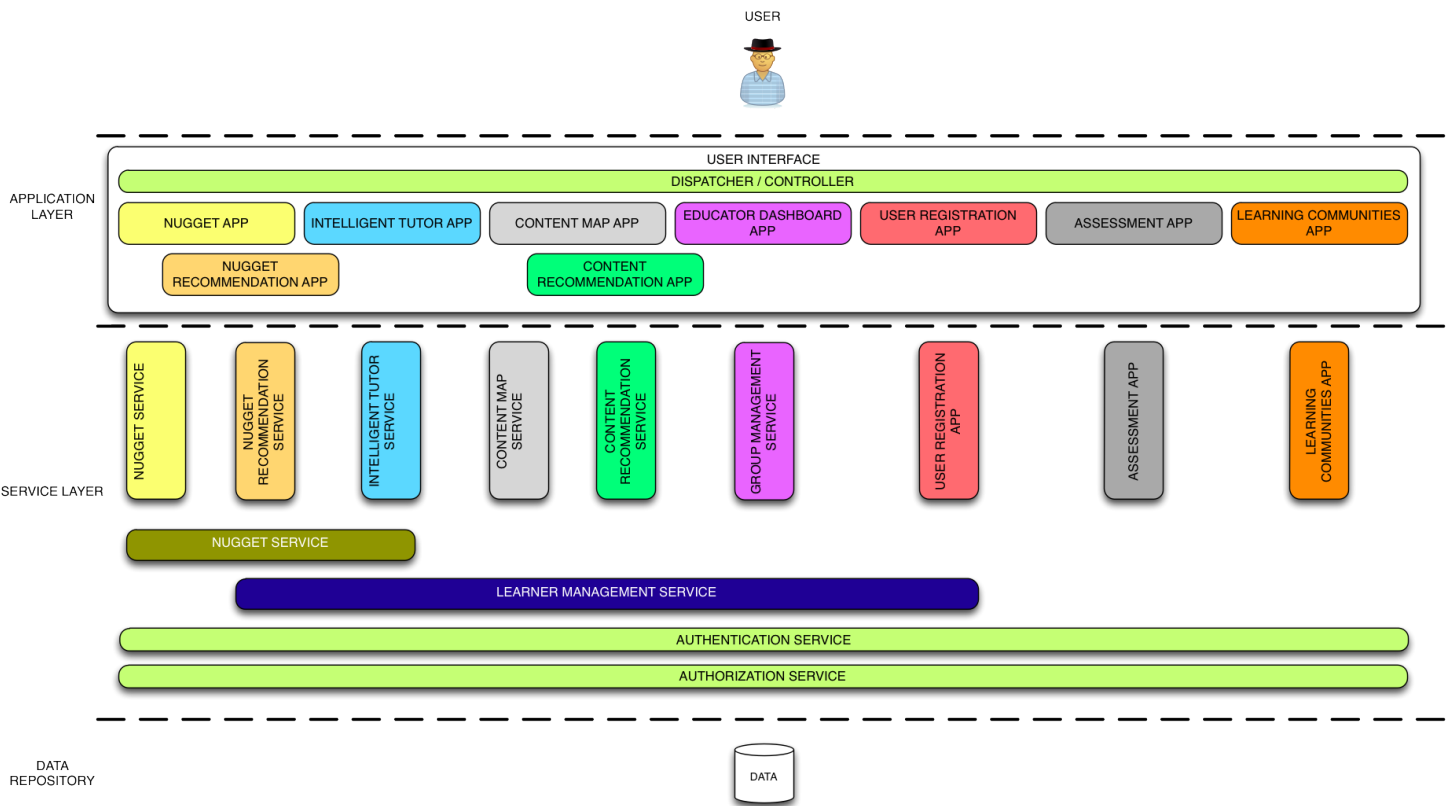 USER
USER INTERFACE
DISPATCHER / CONTROLLER
APPLICATION
LAYER
NUGGET APP
INTELLIGENT TUTOR APP
CONTENT MAP APP
EDUCATOR DASHBOARD
APP
USER REGISTRATION
APP
ASSESSMENT APP
LEARNING COMMUNITIES
APP
NUGGET
RECOMMENDATION APP
CONTENT
RECOMMENDATION APP
SERVICE LAYER
NUGGET SERVICE
NUGGET
RECOMMENDATION
SERVICE
INTELLIGENT TUTOR
SERVICE
CONTENT MAP
SERVICE
CONTENT
RECOMMENDATION
SERVICE
GROUP MANAGEMENT
SERVICE
USER REGISTRATION
APP
ASSESSMENT APP
LEARNING
COMMUNITIES APP
NUGGET SERVICE
LEARNER MANAGEMENT SERVICE
AUTHENTICATION SERVICE
AUTHORIZATION SERVICE
DATA
REPOSITORY
DATA